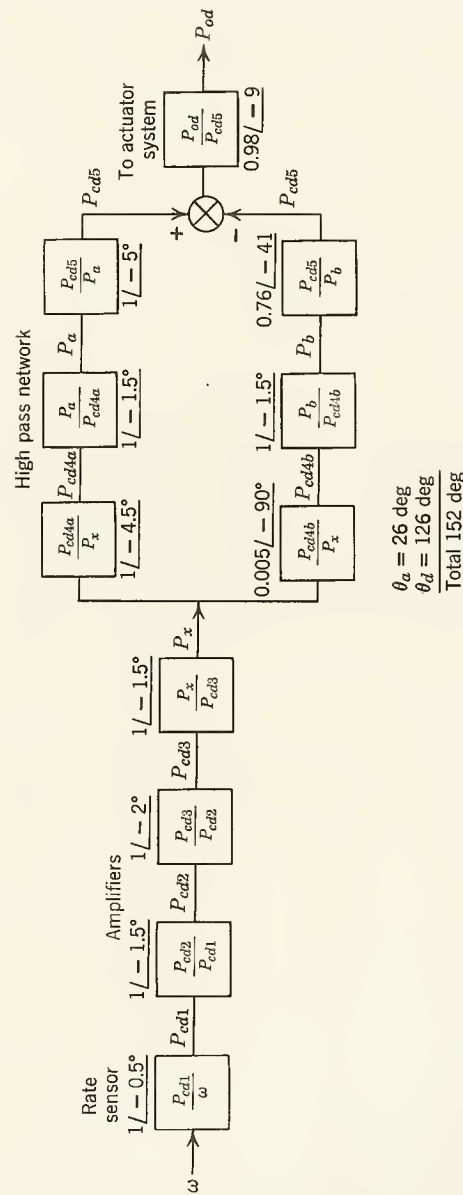 Rate
sensor
1/− 0.5°
ω
P_cd1
ω
P_cd1
Amplifiers
1/− 1.5°
P_cd2
P_cd1
P_cd2
1/− 2°
P_cd3
P_cd2
P_cd3
1/− 1.5°
P_x
P_cd3
P_x
High pass network
P_cd4a
P_x
1/− 4.5°
P_cd4a
P_a
P_cd4a
1/− 1.5°
P_a
P_cd5
P_a
1/− 5°
P_cd5
0.005/− 90°
P_cd4b
P_x
P_cd4b
1/− 1.5°
P_b
P_cd4b
P_b
0.76/− 41
P_cd5
P_b
P_cd5
+
−
To actuator
system
P_od
P_cd5
0.98/− 9
P_od
θ_a = 26 deg
θ_d = 126 deg
Total 152 deg